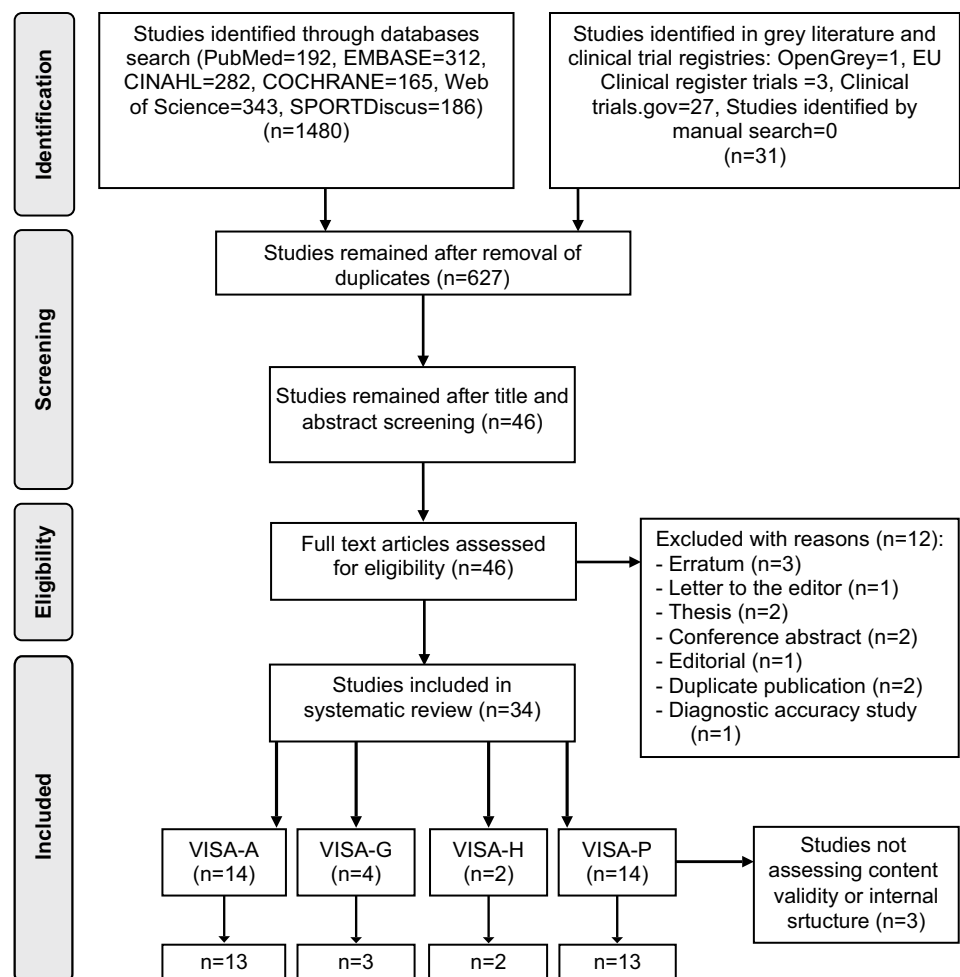 Identification
Studies identified through databases
search (PubMed=192, EMBASE=312,
CINAHL=282, COCHRANE=165, Web
of Science=343, SPORTDiscus=186)
(n=1480)
Studies identified in grey literature and
clinical trial registries: OpenGrey=1, EU
Clinical register trials =3, Clinical
trials.gov=27, Studies identified by
manual search=0
(n=31)
Screening
Studies remained after removal of
duplicates (n=627)
Studies remained after title and
abstract screening (n=46)
Eligibility
Full text articles assessed
for eligibility (n=46)
Excluded with reasons (n=12):
- Erratum (n=3)
- Letter to the editor (n=1)
- Thesis (n=2)
- Conference abstract (n=2)
- Editorial (n=1)
- Duplicate publication (n=2)
- Diagnostic accuracy study
(n=1)
Included
Studies included in
systematic review (n=34)
VISA-A
(n=14)
VISA-G
(n=4)
VISA-H
(n=2)
VISA-P
(n=14)
Studies not
assessing content
validity or internal
srtucture (n=3)
n=13
n=3
n=2
n=13